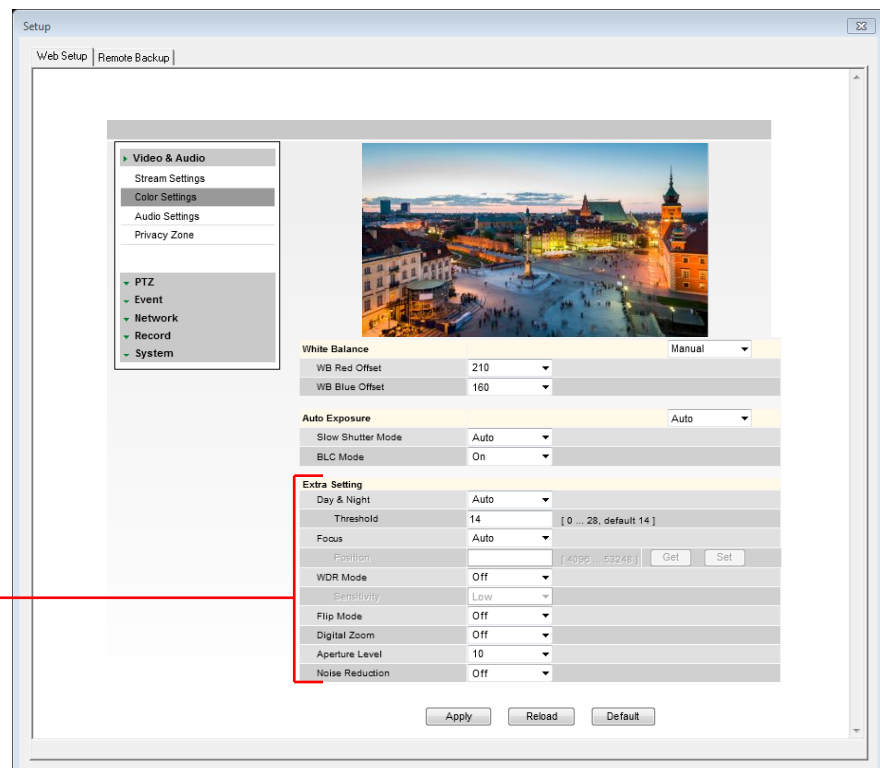 Setup
Web Setup Remote Backup
Video & Audio
Stream Settings
Color Settings
Audio Settings
Privacy Zone
PTZ
Event
Network
Record
System
White Balance Manual
WB Red Offset 210
WB Blue Offset 160
Auto Exposure Auto
Slow Shutter Mode Auto
BLC Mode On
Extra Setting
Day & Night Auto
Threshold 14 [ 0 ... 28, default 14 ]
Focus Auto
Position [ 4096 ... 53248 ] Get Set
WDR Mode Off
Sensitivity Low
Flip Mode Off
Digital Zoom Off
Aperture Level 10
Noise Reduction Off
Apply Reload Default